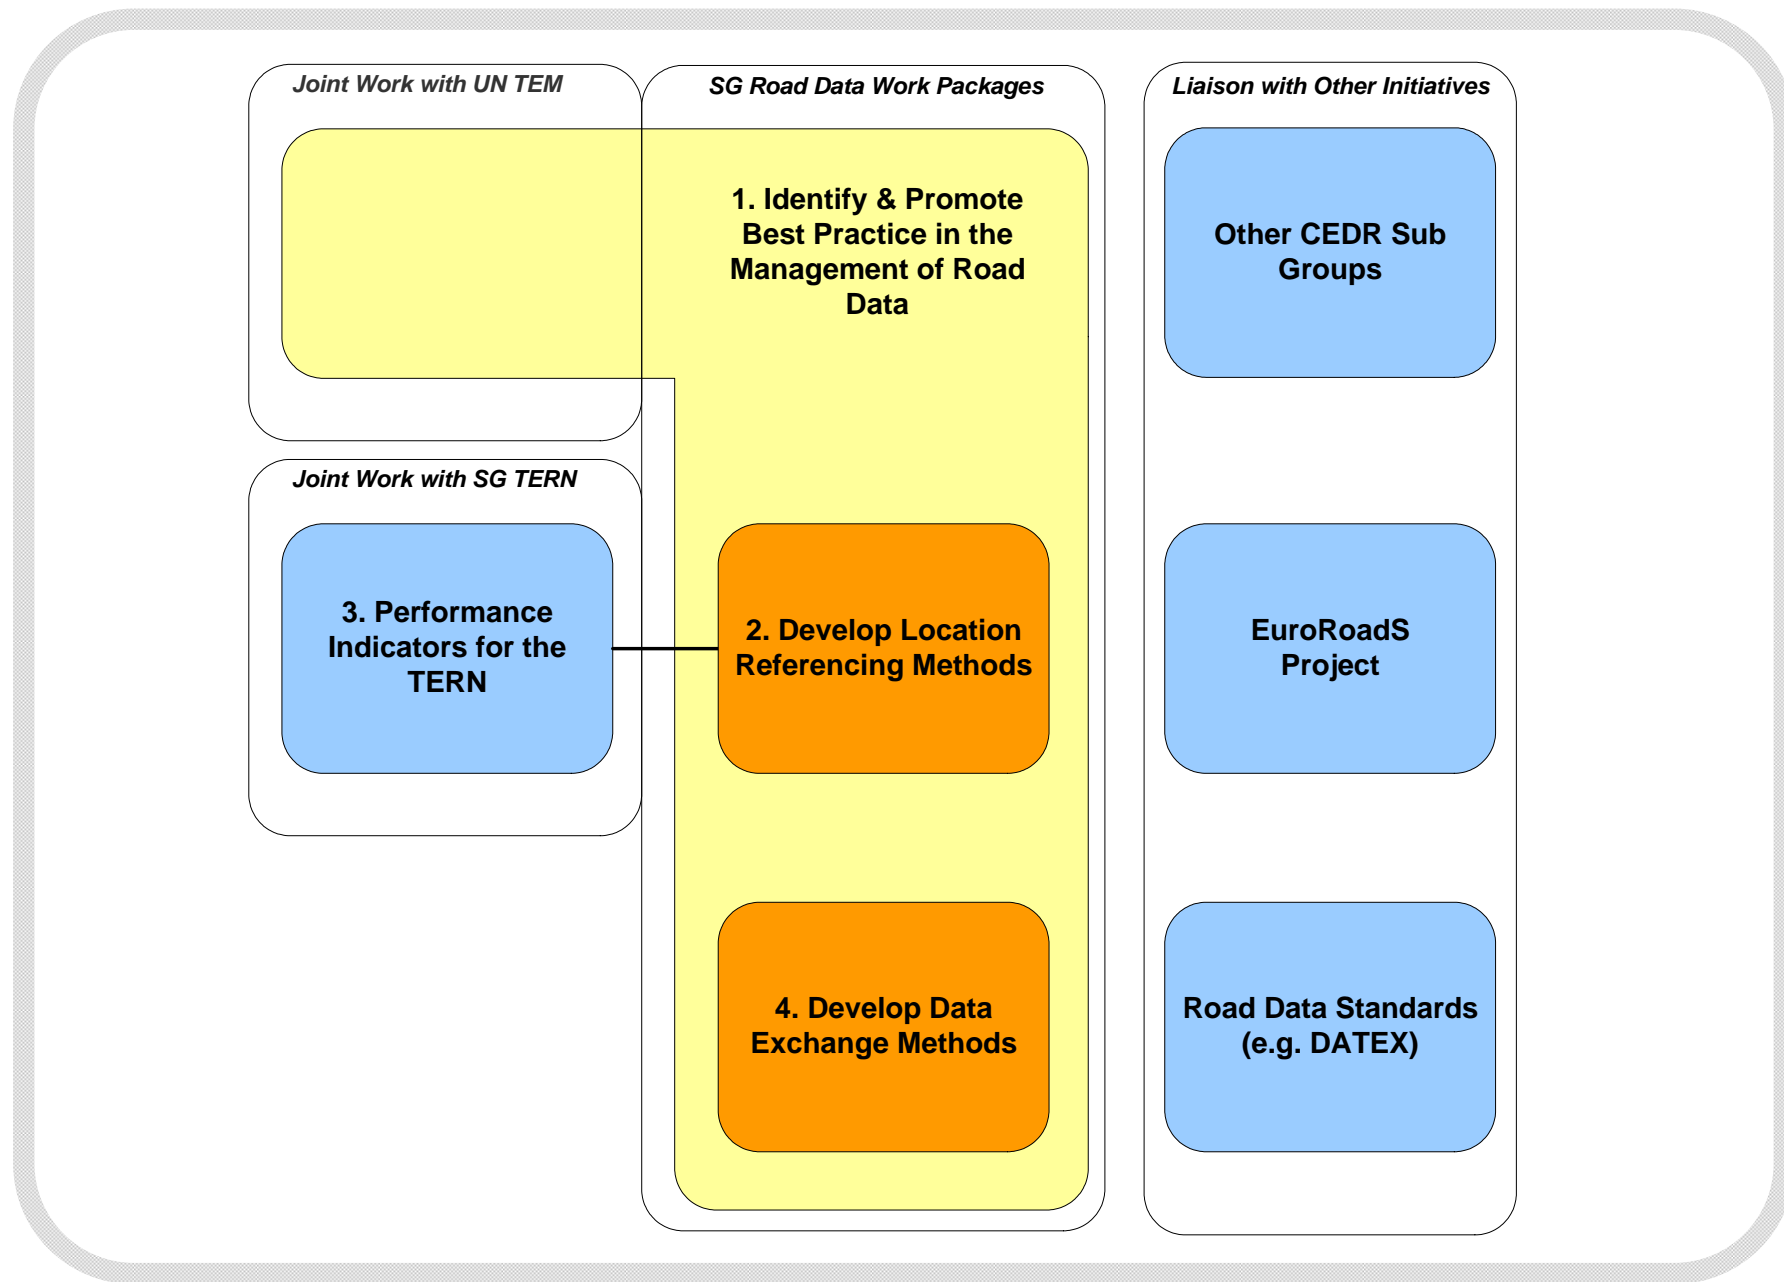 Joint Work with UN TEM
SG Road Data Work Packages
Liaison with Other Initiatives
1. Identify & Promote
Best Practice in the
Management of Road
Data
Other CEDR Sub
Groups
Joint Work with SG TERN
3. Performance
Indicators for the
TERN
2. Develop Location
Referencing Methods
EuroRoadS
Project
4. Develop Data
Exchange Methods
Road Data Standards
(e.g. DATEX)